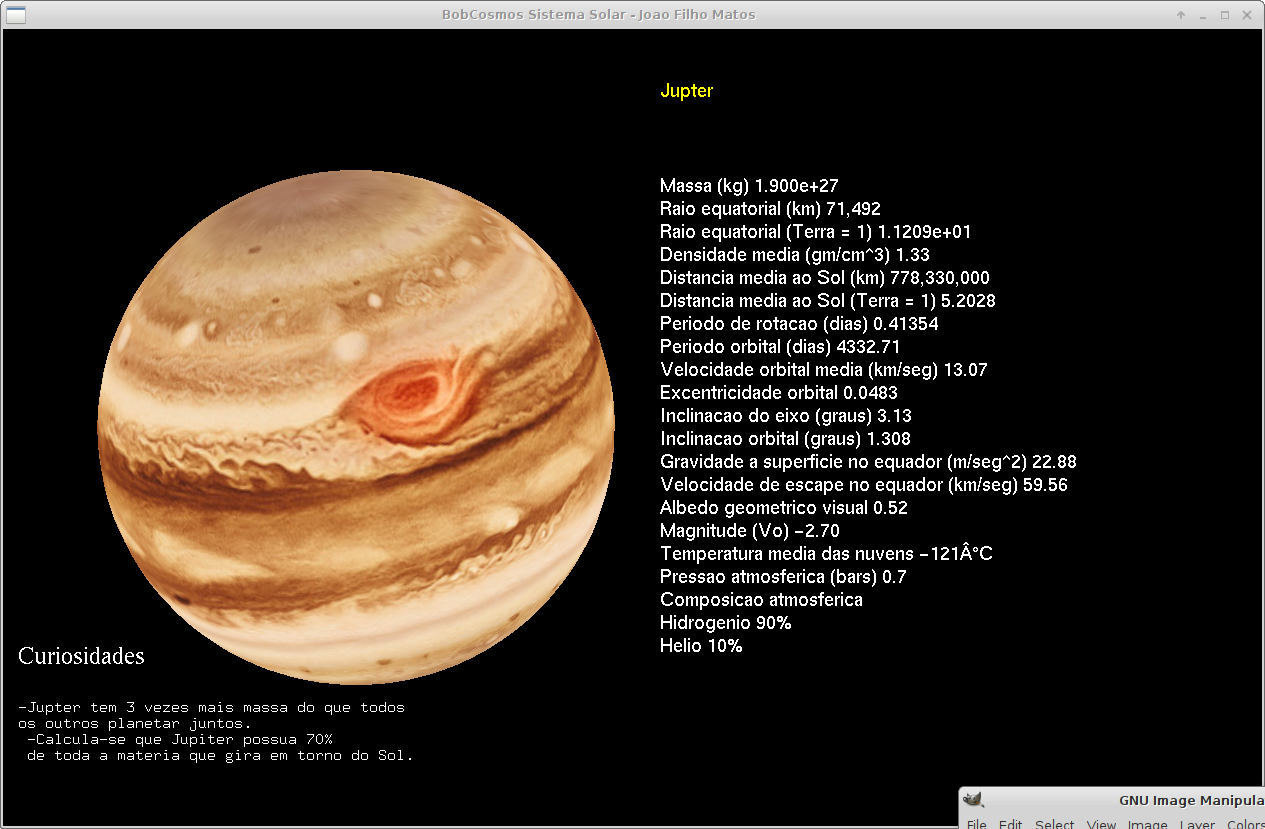 BobCosmos Sistema Solar - Joao Filho Matos
Jupter
Massa (kg) 1.900e+27
Raio equatorial (km) 71,492
Raio equatorial (Terra = 1) 1.1209e+01
Densidade media (gm/cm^3) 1.33
Distancia media ao Sol (km) 778,330,000
Distancia media ao Sol (Terra = 1) 5.2028
Periodo de rotacao (dias) 0.41354
Periodo orbital (dias) 4332.71
Velocidade orbital media (km/seg) 13.07
Excentricidade orbital 0.0483
Inclinacao do eixo (graus) 3.13
Inclinacao orbital (graus) 1.308
Gravidade a superficie no equador (m/seg^2) 22.88
Velocidade de escape no equador (km/seg) 59.56
Albedo geometrico visual 0.52
Magnitude (Vo) -2.70
Temperatura media das nuvens -121Â°C
Pressao atmosferica (bars) 0.7
Composicao atmosferica
Hidrogenio 90%
Helio 10%
Curiosidades
-Jupter tem 3 vezes mais massa do que todos
os outros planetar juntos.
-Calcula-se que Jupiter possua 70%
de toda a materia que gira em torno do Sol.
GNU Image Manipula
File Edit Select View Image Layer Colors